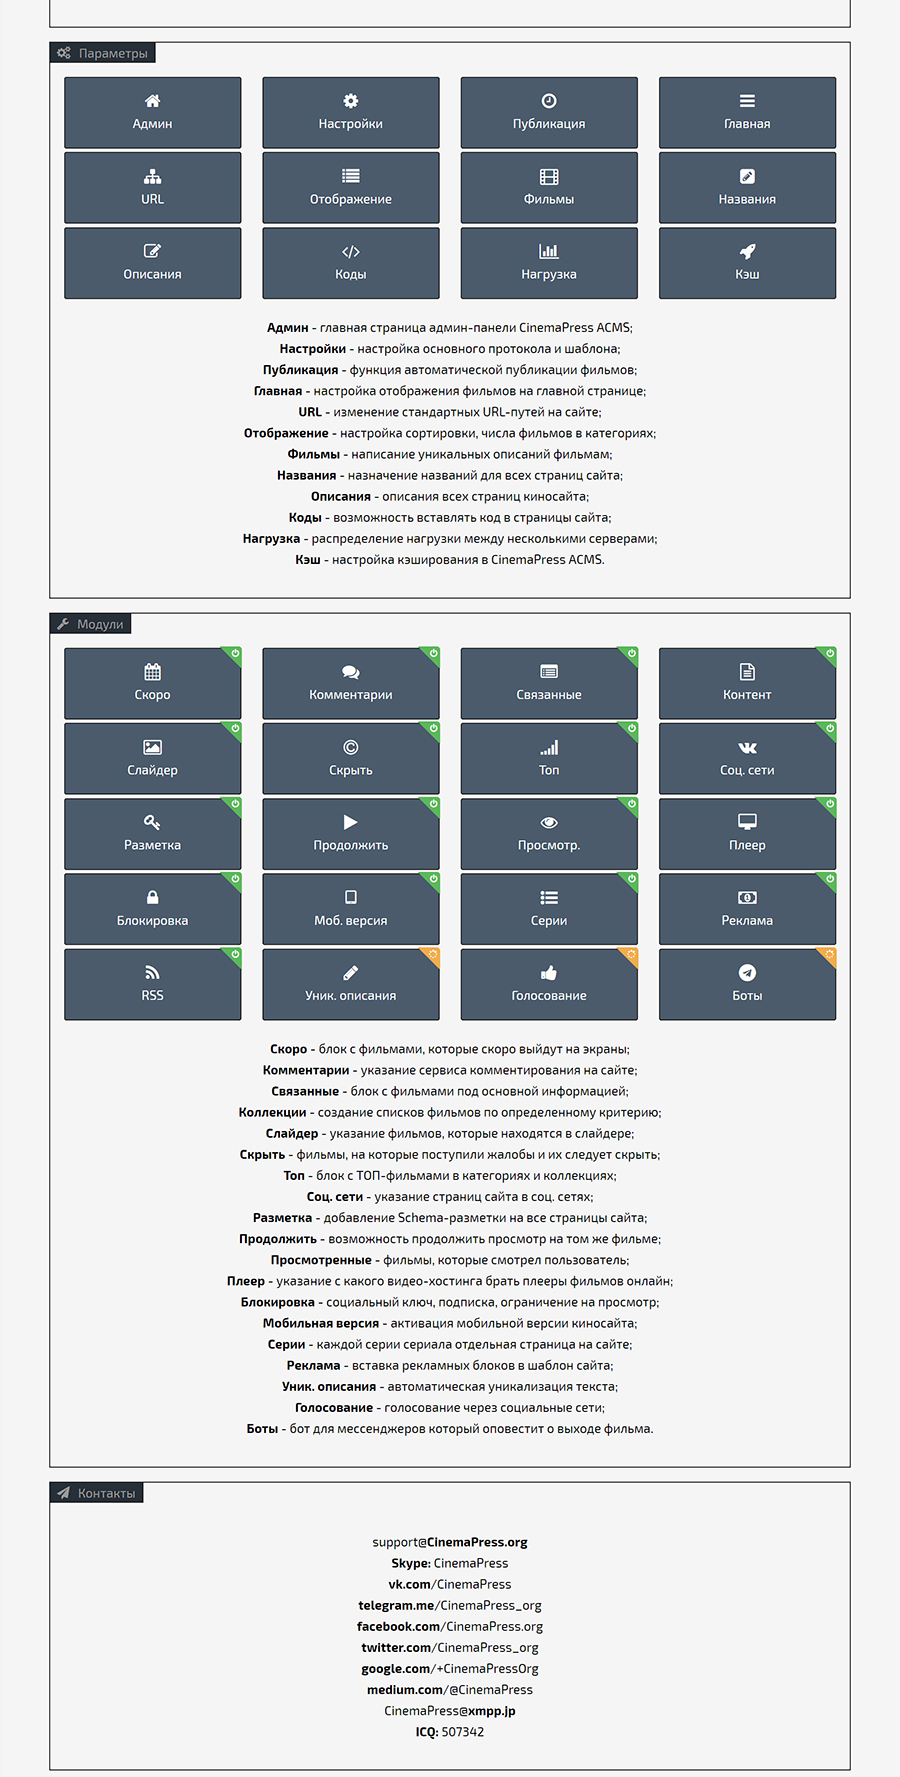 Параметры
Админ
Настройки
Публикация
Главная
URL
Отображение
Фильмы
Названия
Описания
Коды
Нагрузка
Кэш
Админ - главная страница админ-панели CinemaPress ACMS;
Настройки - настройка основного протокола и шаблона;
Публикация - функция автоматической публикации фильмов;
Главная - настройка отображения фильмов на главной странице;
URL - изменение стандартных URL-путей на сайте;
Отображение - настройка сортировки, числа фильмов в категориях;
Фильмы - написание уникальных описаний фильмам;
Названия - назначение названий для всех страниц сайта;
Описания - описания всех страниц киносайта;
Коды - возможность вставлять код в страницы сайта;
Нагрузка - распределение нагрузки между несколькими серверами;
Кэш - настройка кэширования в CinemaPress ACMS.
Модули
Скоро
Комментарии
Связанные
Контент
Слайдер
Скрыть
Топ
Соц. сети
Разметка
Продолжить
Просмотр.
Плеер
Блокировка
Моб. версия
Серии
Реклама
RSS
Уник. описания
Голосование
Боты
Скоро - блок с фильмами, которые скоро выйдут на экраны;
Комментарии - указание сервиса комментирования на сайте;
Связанные - блок с фильмами под основной информацией;
Коллекции - создание списков фильмов по определенному критерию;
Слайдер - указание фильмов, которые находятся в слайдере;
Скрыть - фильмы, на которые поступили жалобы и их следует скрыть;
Топ - блок с ТОП-фильмами в категориях и коллекциях;
Соц. сети - указание страниц сайта в соц. сетях;
Разметка - добавление Schema-разметки на все страницы сайта;
Продолжить - возможность продолжить просмотр на том же фильме;
Просмотренные - фильмы, которые смотрел пользователь;
Плеер - указание с какого видео-хостинга брать плееры фильмов онлайн;
Блокировка - социальный ключ, подписка, ограничение на просмотр;
Мобильная версия - активация мобильной версии киносайта;
Серии - каждой серии сериала отдельная страница на сайте;
Реклама - вставка рекламных блоков в шаблон сайта;
Уник. описания - автоматическая уникализация текста;
Голосование - голосование через социальные сети;
Боты - бот для мессенджеров который оповестит о выходе фильма.
Контакты
support@CinemaPress.org
Skype: CinemaPress
vk.com/CinemaPress
telegram.me/CinemaPress_org
facebook.com/CinemaPress.org
twitter.com/CinemaPress_org
google.com/+CinemaPressOrg
medium.com/@CinemaPress
CinemaPress@xmpp.jp
ICQ: 507342